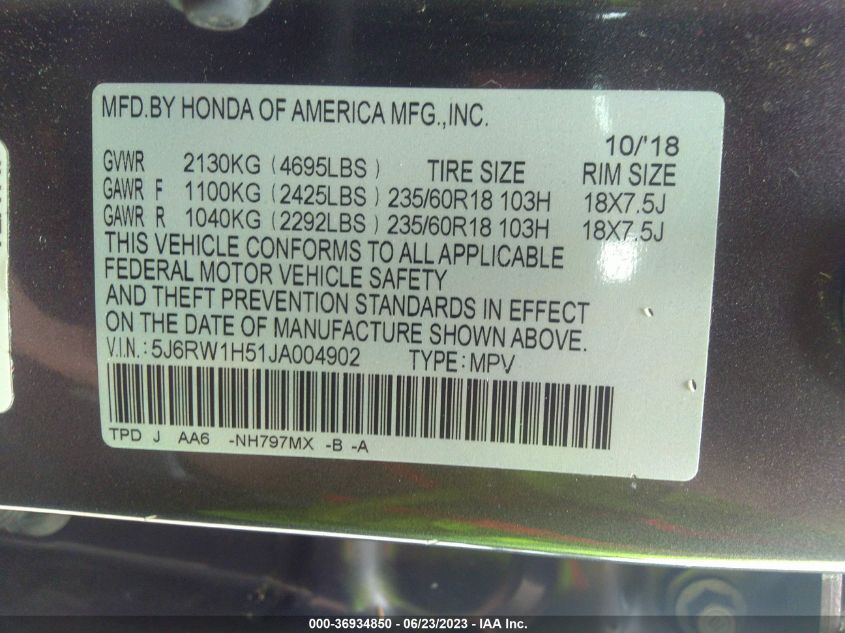 MFD.BY HONDA OF AMERICA MFG.,INC.
10/'18
GVWR 2130KG (4695LBS) TIRE SIZE RIM SIZE
GAWR F 1100KG (2425LBS) 235/60R18 103H 18X7.5J
GAWR R 1040KG (2292LBS) 235/60R18 103H 18X7.5J
THIS VEHICLE CONFORMS TO ALL APPLICABLE
FEDERAL MOTOR VEHICLE SAFETY
AND THEFT PREVENTION STANDARDS IN EFFECT
ON THE DATE OF MANUFACTURE SHOWN ABOVE.
V.I.N.: 5J6RW1H51JA004902 TYPE: MPV
TPD J AA6 -NH797MX -B -A
000-36934850 / 06/23/2023 - IAA Inc.